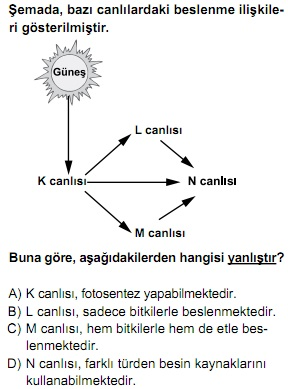 Şemada, bazı canlılardaki beslenme ilişkile-
ri gösterilmiştir.
Güneş
L canlısı
K canlısı
N canlısı
M canlısı
Buna göre, aşağıdakilerden hangisi yanlıştır?
A) K canlısı, fotosentez yapabilmektedir.
B) L canlısı, sadece bitkilerle beslenmektedir.
C) M canlısı, hem bitkilerle hem de etle bes-
lenmektedir.
D) N canlısı, farklı türden besin kaynaklarını
kullanabilmektedir.